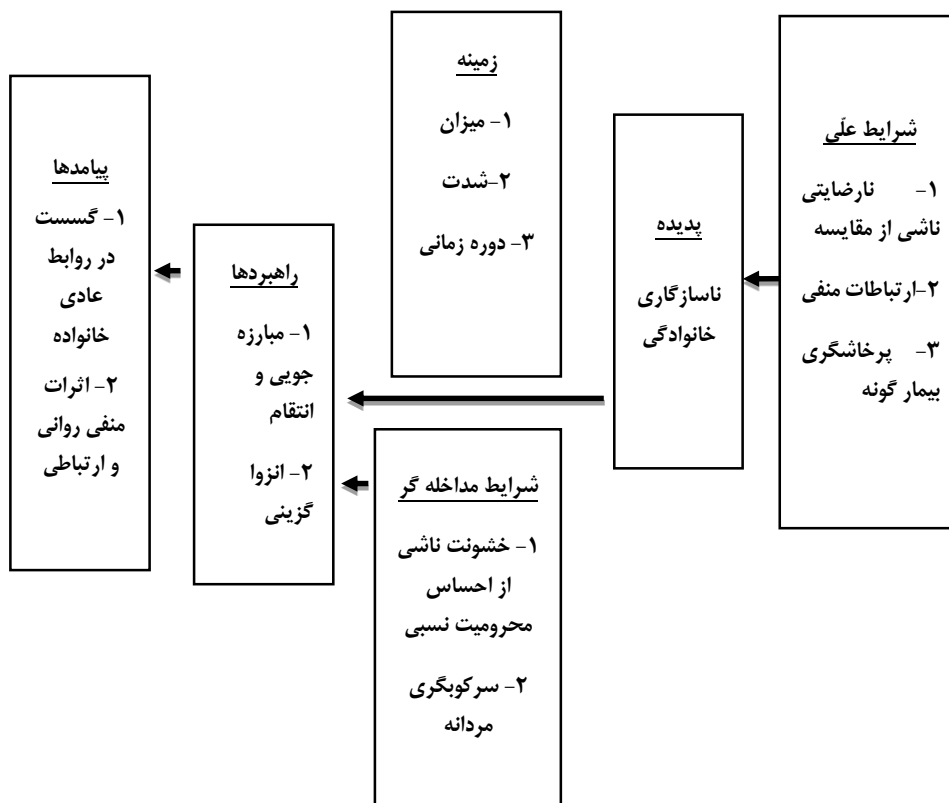 شرایط علّی
۱- نارضایتی
ناشی از مقایسه
۲-ارتباطات منفی
۳- پرخاشگری
بیمار گونه
پدیده
ناسازگاری
خانوادگی
زمینه
۱- میزان
۲-شدت
۳- دوره زمانی
شرایط مداخله گر
۱- خشونت ناشی
از احساس
محرومیت نسبی
۲- سرکوبگری
مردانه
راهبردها
۱- مبارزه
جویی و
انتقام
۲- انزوا
گزینی
پیامدها
۱- گسست
در روابط
عادی
خانواده
۲- اثرات
منفی روانی
و ارتباطی